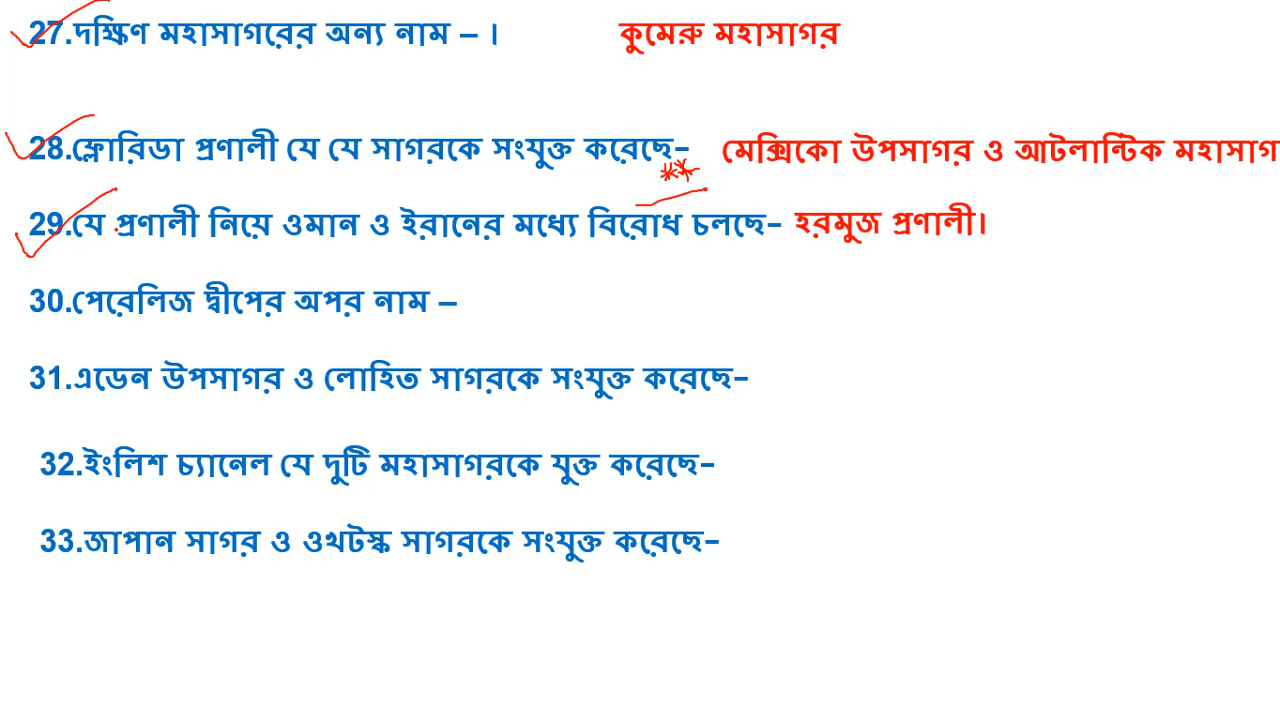 27.দক্ষিণ মহাসাগরের অন্য নাম – । কুমেরু মহাসাগর
28.ফ্লোরিডা প্রণালী যে যে সাগরকে সংযুক্ত করেছে- মেক্সিকো উপসাগর ও আটলান্টিক মহাসাগ
**
29.যে প্রণালী নিয়ে ওমান ও ইরানের মধ্যে বিরোধ চলছে- হরমুজ প্রণালী।
30.পেরেলিজ দ্বীপের অপর নাম –
31.এডেন উপসাগর ও লোহিত সাগরকে সংযুক্ত করেছে-
32.ইংলিশ চ্যানেল যে দুটি মহাসাগরকে যুক্ত করেছে-
33.জাপান সাগর ও ওখটস্ক সাগরকে সংযুক্ত করেছে-